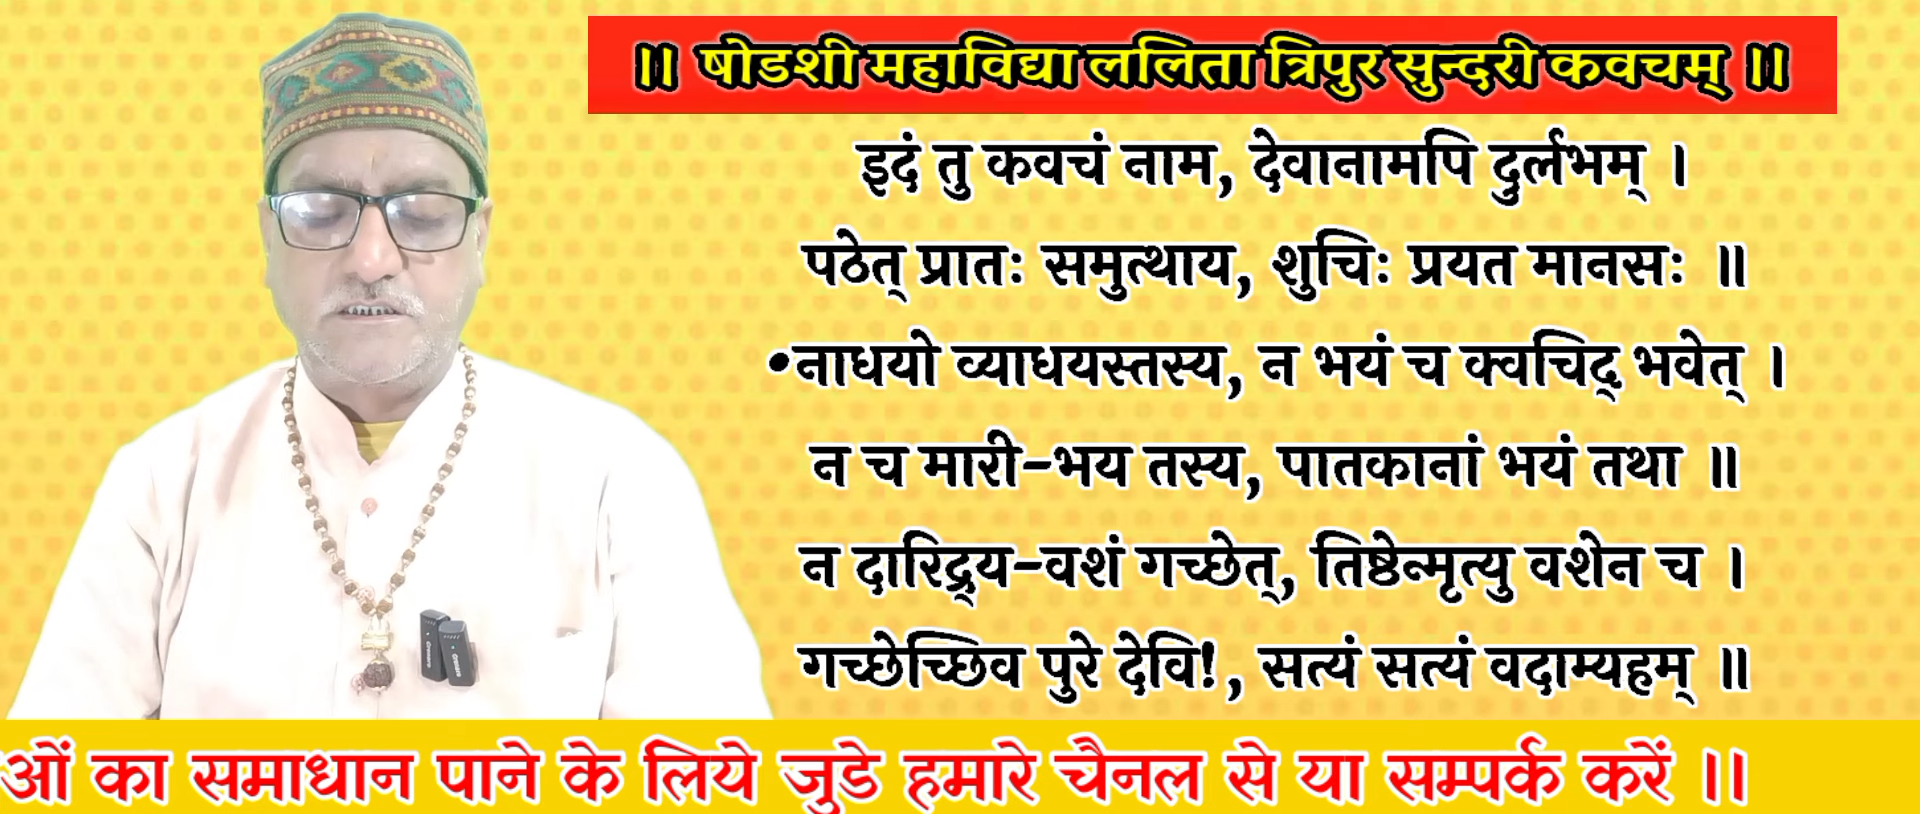 ।। षोडशी महाविद्या ललिता त्रिपुर सुन्दरी कवचम् ।।
इदं तु कवचं नाम, देवानामपि दुर्लभम् ।
पठेत् प्रातः समुत्थाय, शुचिः प्रयत मानसः ॥
•नाधयो व्याधयस्तस्य, न भयं च क्वचिद् भवेत् ।
न च मारी-भय तस्य, पातकानां भयं तथा ॥
न दारिद्र्य-वशं गच्छेत्, तिष्ठेन्मृत्यु वशेन च ।
गच्छेच्छिव पुरे देवि!, सत्यं सत्यं वदाम्यहम् ॥
ओं का समाधान पाने के लिये जुडे हमारे चैनल से या सम्पर्क करें ।।